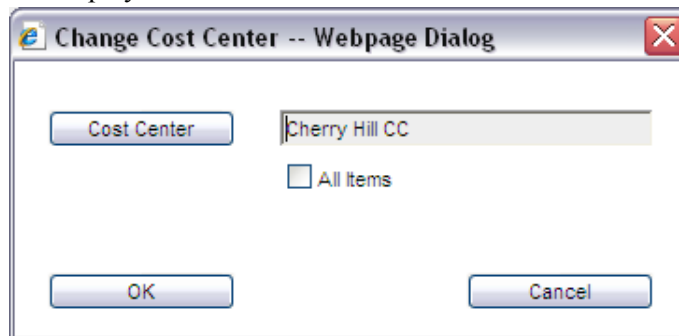 Change Cost Center -- Webpage Dialog
Cost Center
Cherry Hill CC
All Items
OK
Cancel